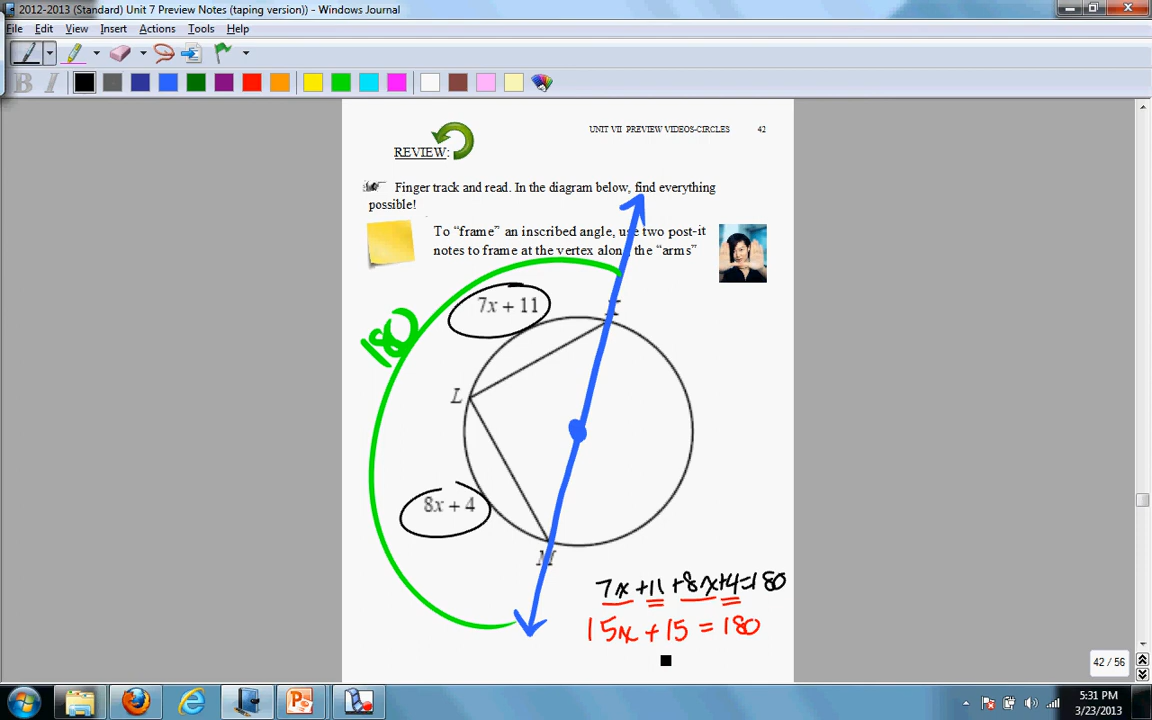 2012-2013 (Standard) Unit 7 Preview Notes (taping version)) - Windows Journal
File Edit View Insert Actions Tools Help
B I
UNIT VII PREVIEW VIDEOS-CIRCLES 42
REVIEW:
Finger track and read. In the diagram below, find everything
possible!
To “frame” an inscribed angle, use two post-it
notes to frame at the vertex along the “arms”
7x + 11
180
L
8x + 4
M
7x + 11 + 8x + 4 = 180
15x + 15 = 180
42 / 56
5:31 PM
3/23/2013